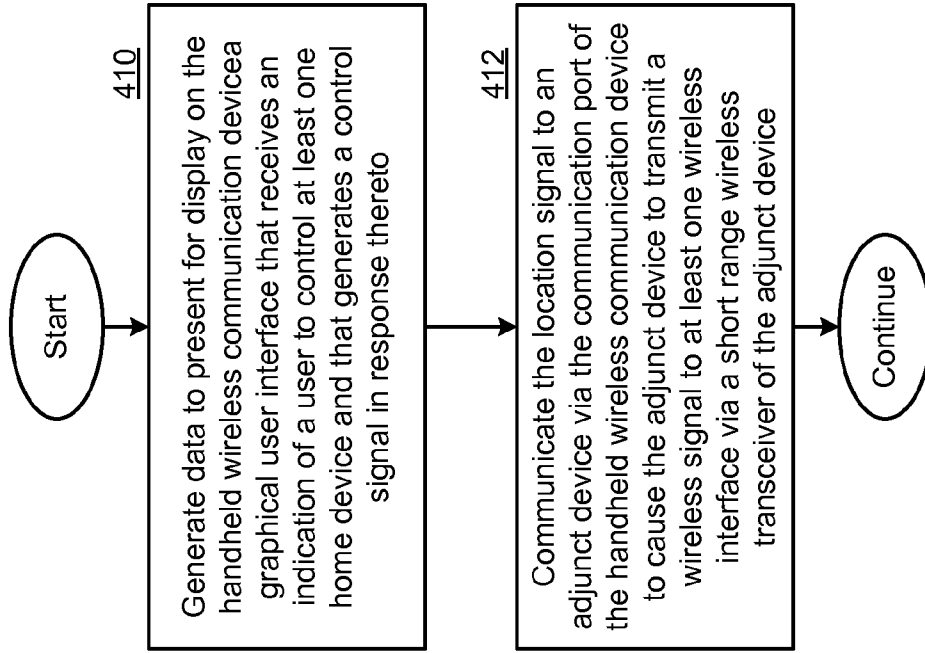 Start
410
Generate data to present for display on the
handheld wireless communication devicea
graphical user interface that receives an
indication of a user to control at least one
home device and that generates a control
signal in response thereto
412
Communicate the location signal to an
adjunct device via the communication port of
the handheld wireless communication device
to cause the adjunct device to transmit a
wireless signal to at least one wireless
interface via a short range wireless
transceiver of the adjunct device
Continue